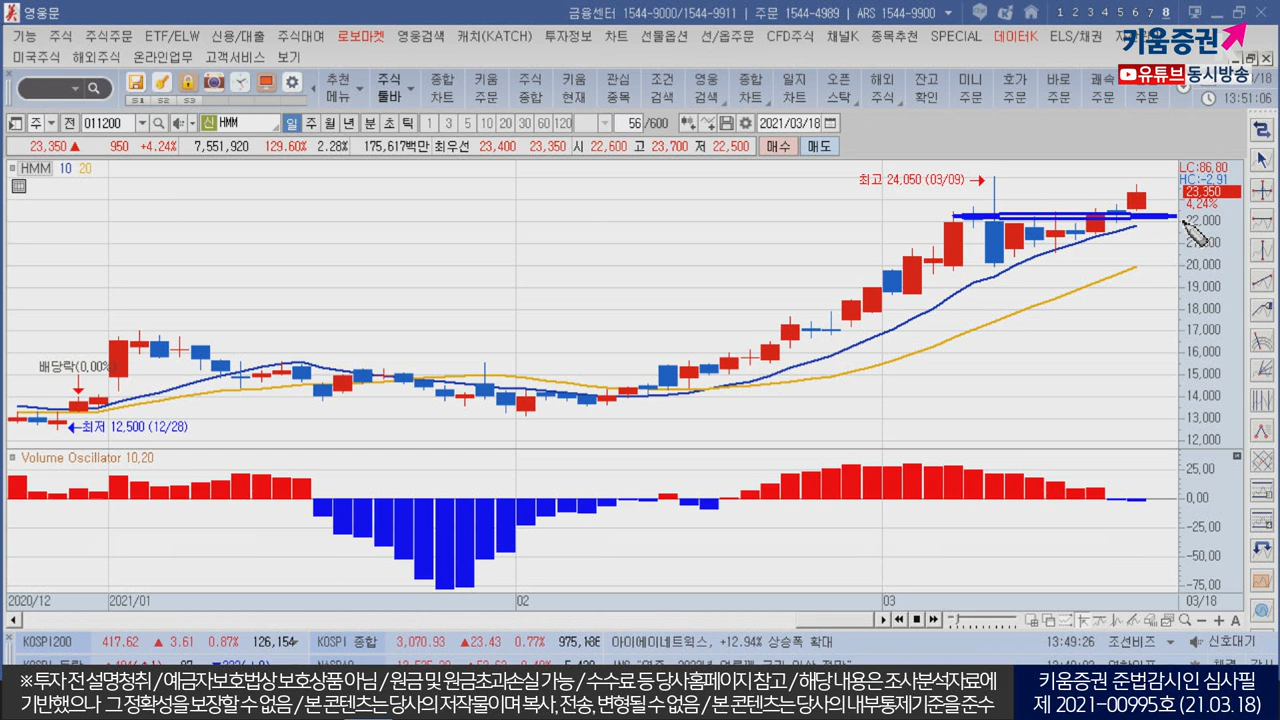 영웅문
금융센터 1544-9000/1544-9911 | 주문 1544-4989 | ARS 1544-9900
1 2 3 4 5 6 7 8
기능 주식 주식주문 ETF/ELW 신용/대출 주식대여 로보마켓 영웅검색 캐치(KATCH) 투자정보 차트 선물옵션 선/옵주문 CFD주식 채널K 종목추천 SPECIAL 데이터K ELS/채권
키움증권
미국주식 해외주식 온라인업무 고객서비스 보기
유튜브 동시방송
S1 S2 S3
추천 메뉴 주식 툴바 종합 차트 키움 주문 주식 종합 키움 현재 관심 종목 조건 검색 영웅 검색 종합 차트 일지 차트 오픈 스탁 해외 주식 잔고 확인 미니 주문 호가 주문 바로 주문 쾌속 주문 주문
13:51:06
주 전 011200 신 HMM 일 주 월 년 분 초 틱 1 3 5 10 20 30 60 120 56 /600 2021/03/18
23,350 ▲ 950 +4.24% 7,551,920 129.60% 2.28% 175,617백만 최우선 23,400 23,350 시 22,600 고 23,700 저 22,500 매수 매도
HMM 10 20
LC:86,80
HC:-2,91
최고 24,050 (03/09)
23,350
4,24%
22,000
20,000
19,000
18,000
17,000
16,000
배당락(0,00%)
15,000
14,000
13,000
최저 12,500 (12/28)
12,000
Volume Oscillator 10,20
25,00
0,00
-25,00
-50,00
-75,00
2020/12 2021/01 02 03 03/18
KOSPI200 417.62 ▲ 3.61 0.87% 126,154 KOSPI 종합 3,070.93 ▲23.43 0.77% 아이에이네트웍스, +12.94% 상승폭 확대 13:49:26 조선비즈 신호대기
※ 투자 전 설명청취 / 예금자보호법상 보호상품 아님 / 원금 및 원금초과손실 가능 / 수수료 등 당사홈페이지 참고 / 해당 내용은 조사분석자료에
기반했으나 그 정확성을 보장할 수 없음 / 본 콘텐츠는 당사의 저작물이며 복사, 전송, 변형될 수 없음 / 본 콘텐츠는 당사의 내부통제기준을 준수
키움증권 준법감시인 심사필
제 2021-00995호 (21.03.18)